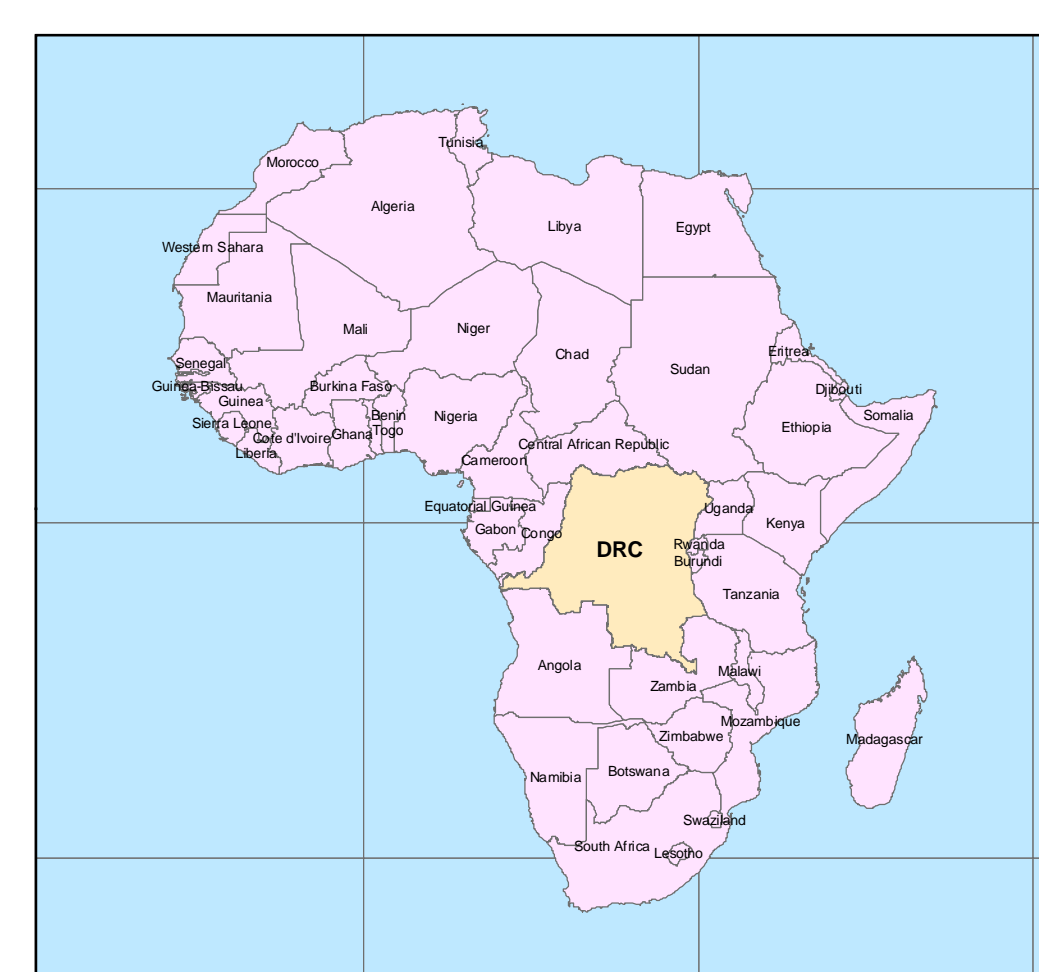 Tunisia
Morocco
Algeria
Libya
Egypt
Western Sahara
Mauritania
Mali
Niger
Chad
Eritrea
Senegal
Sudan
Guinea-Bissau
Burkina Faso
Djibouti
Guinea
Benin
Nigeria
Somalia
Sierra Leone
Togo
Ethiopia
Cote d'Ivoire
Ghana
Central African Republic
Liberia
Cameroon
Equatorial Guinea
Uganda
Gabon
Congo
Kenya
DRC
Rwanda
Burundi
Tanzania
Angola
Malawi
Zambia
Mozambique
Zimbabwe
Madagascar
Namibia
Botswana
Swaziland
South Africa
Lesotho